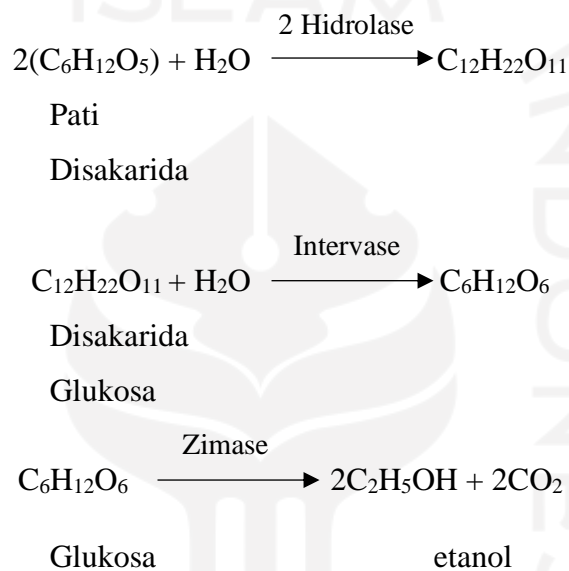 ISLAM
2 Hidrolase
2(C₆H₁₂O₅) + H₂O ⟶ C₁₂H₂₂O₁₁
Pati
Disakarida
Intervase
C₁₂H₂₂O₁₁ + H₂O ⟶ C₆H₁₂O₆
Disakarida
Glukosa
Zimase
C₆H₁₂O₆ ⟶ 2C₂H₅OH + 2CO₂
Glukosa etanol